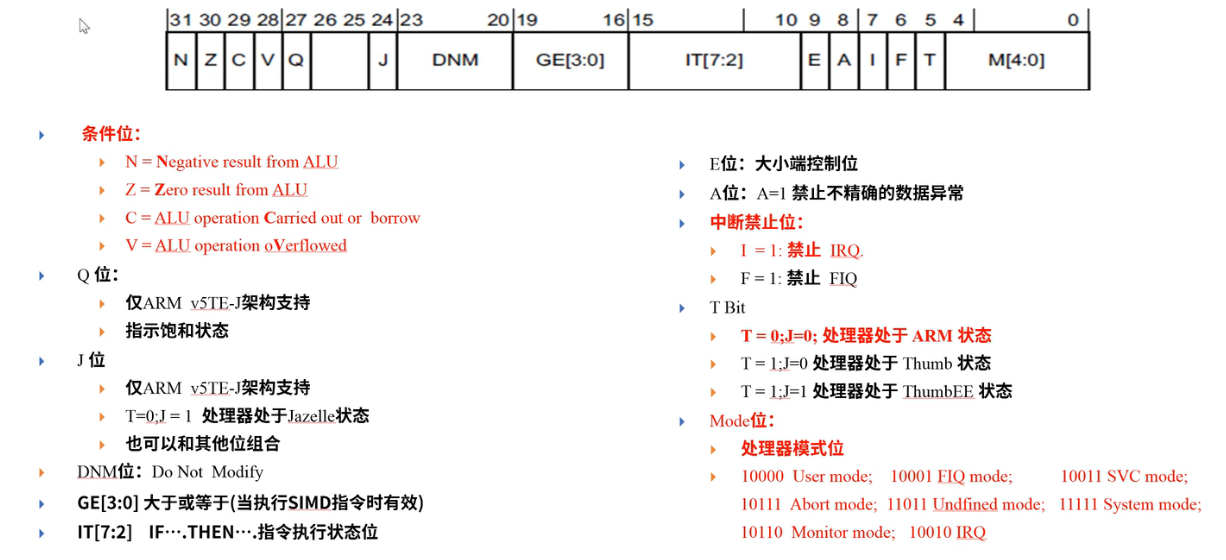 31 30 29 28 27 26 25 24 23 20 19 16 15 10 9 8 7 6 5 4 0
N Z C V Q J DNM GE[3:0] IT[7:2] E A I F T M[4:0]
条件位：
N = Negative result from ALU
Z = Zero result from ALU
C = ALU operation Carried out or borrow
V = ALU operation oVerflowed
Q 位：
仅ARM v5TE-J架构支持
指示饱和状态
J 位
仅ARM v5TE-J架构支持
T=0;J = 1 处理器处于Jazelle状态
也可以和其他位组合
DNM位：Do Not Modify
GE[3:0] 大于或等于(当执行SIMD指令时有效)
IT[7:2] IF….THEN….指令执行状态位
E位：大小端控制位
A位：A=1 禁止不精确的数据异常
中断禁止位：
I = 1: 禁止 IRQ.
F = 1: 禁止 FIQ
T Bit
T = 0;J=0; 处理器处于 ARM 状态
T = 1;J=0 处理器处于 Thumb 状态
T = 1;J=1 处理器处于 ThumbEE 状态
Mode位：
处理器模式位
10000 User mode; 10001 FIQ mode; 10011 SVC mode;
10111 Abort mode; 11011 Undfined mode; 11111 System mode;
10110 Monitor mode; 10010 IRQ